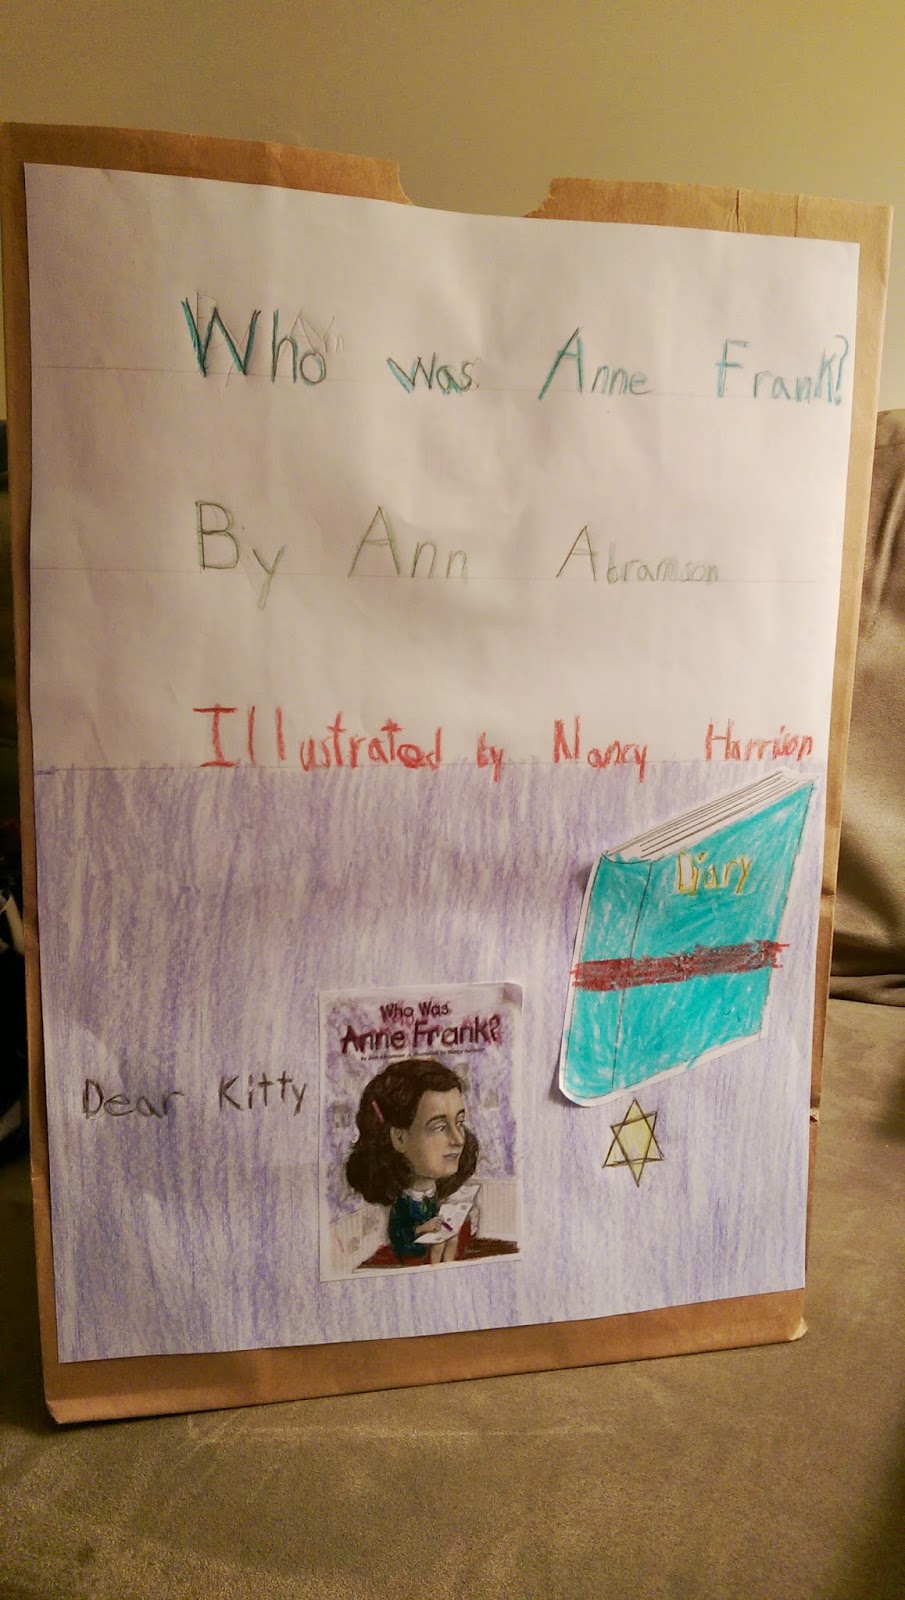 Who Was Anne Frank?
By Ann Abramson
Illustrated by Nancy Harrison
Diary
Who Was
Anne Frank?
Dear Kitty